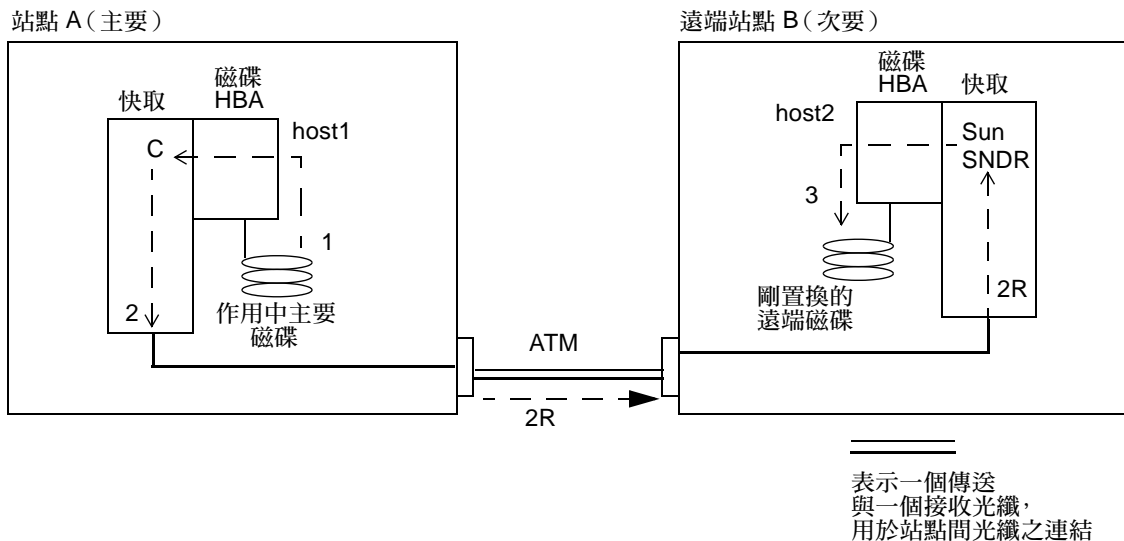 站點 A（主要）
遠端站點 B（次要）
快取
磁碟
HBA
host1
C
1
2
作用中主要
磁碟
ATM
2R
磁碟
HBA
快取
host2
Sun
SNDR
3
2R
剛置換的
遠端磁碟
表示一個傳送
與一個接收光纖，
用於站點間光纖之連結